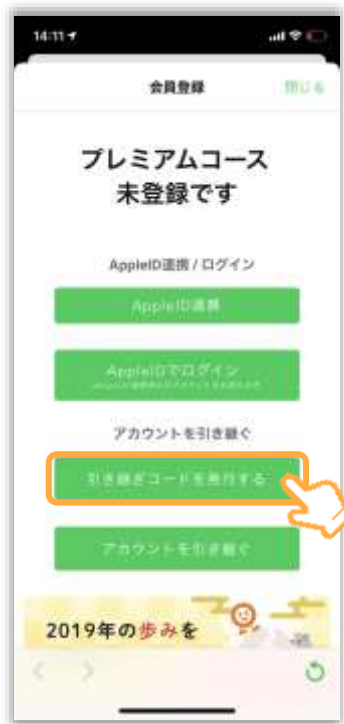 14:11
会員登録
閉じる
プレミアムコース
未登録です
AppleID連携 / ログイン
AppleID連携
AppleIDでログイン
アカウントを引き継ぐ
引き継ぎコードを発行する
アカウントを引き継ぐ
2019年の歩みを